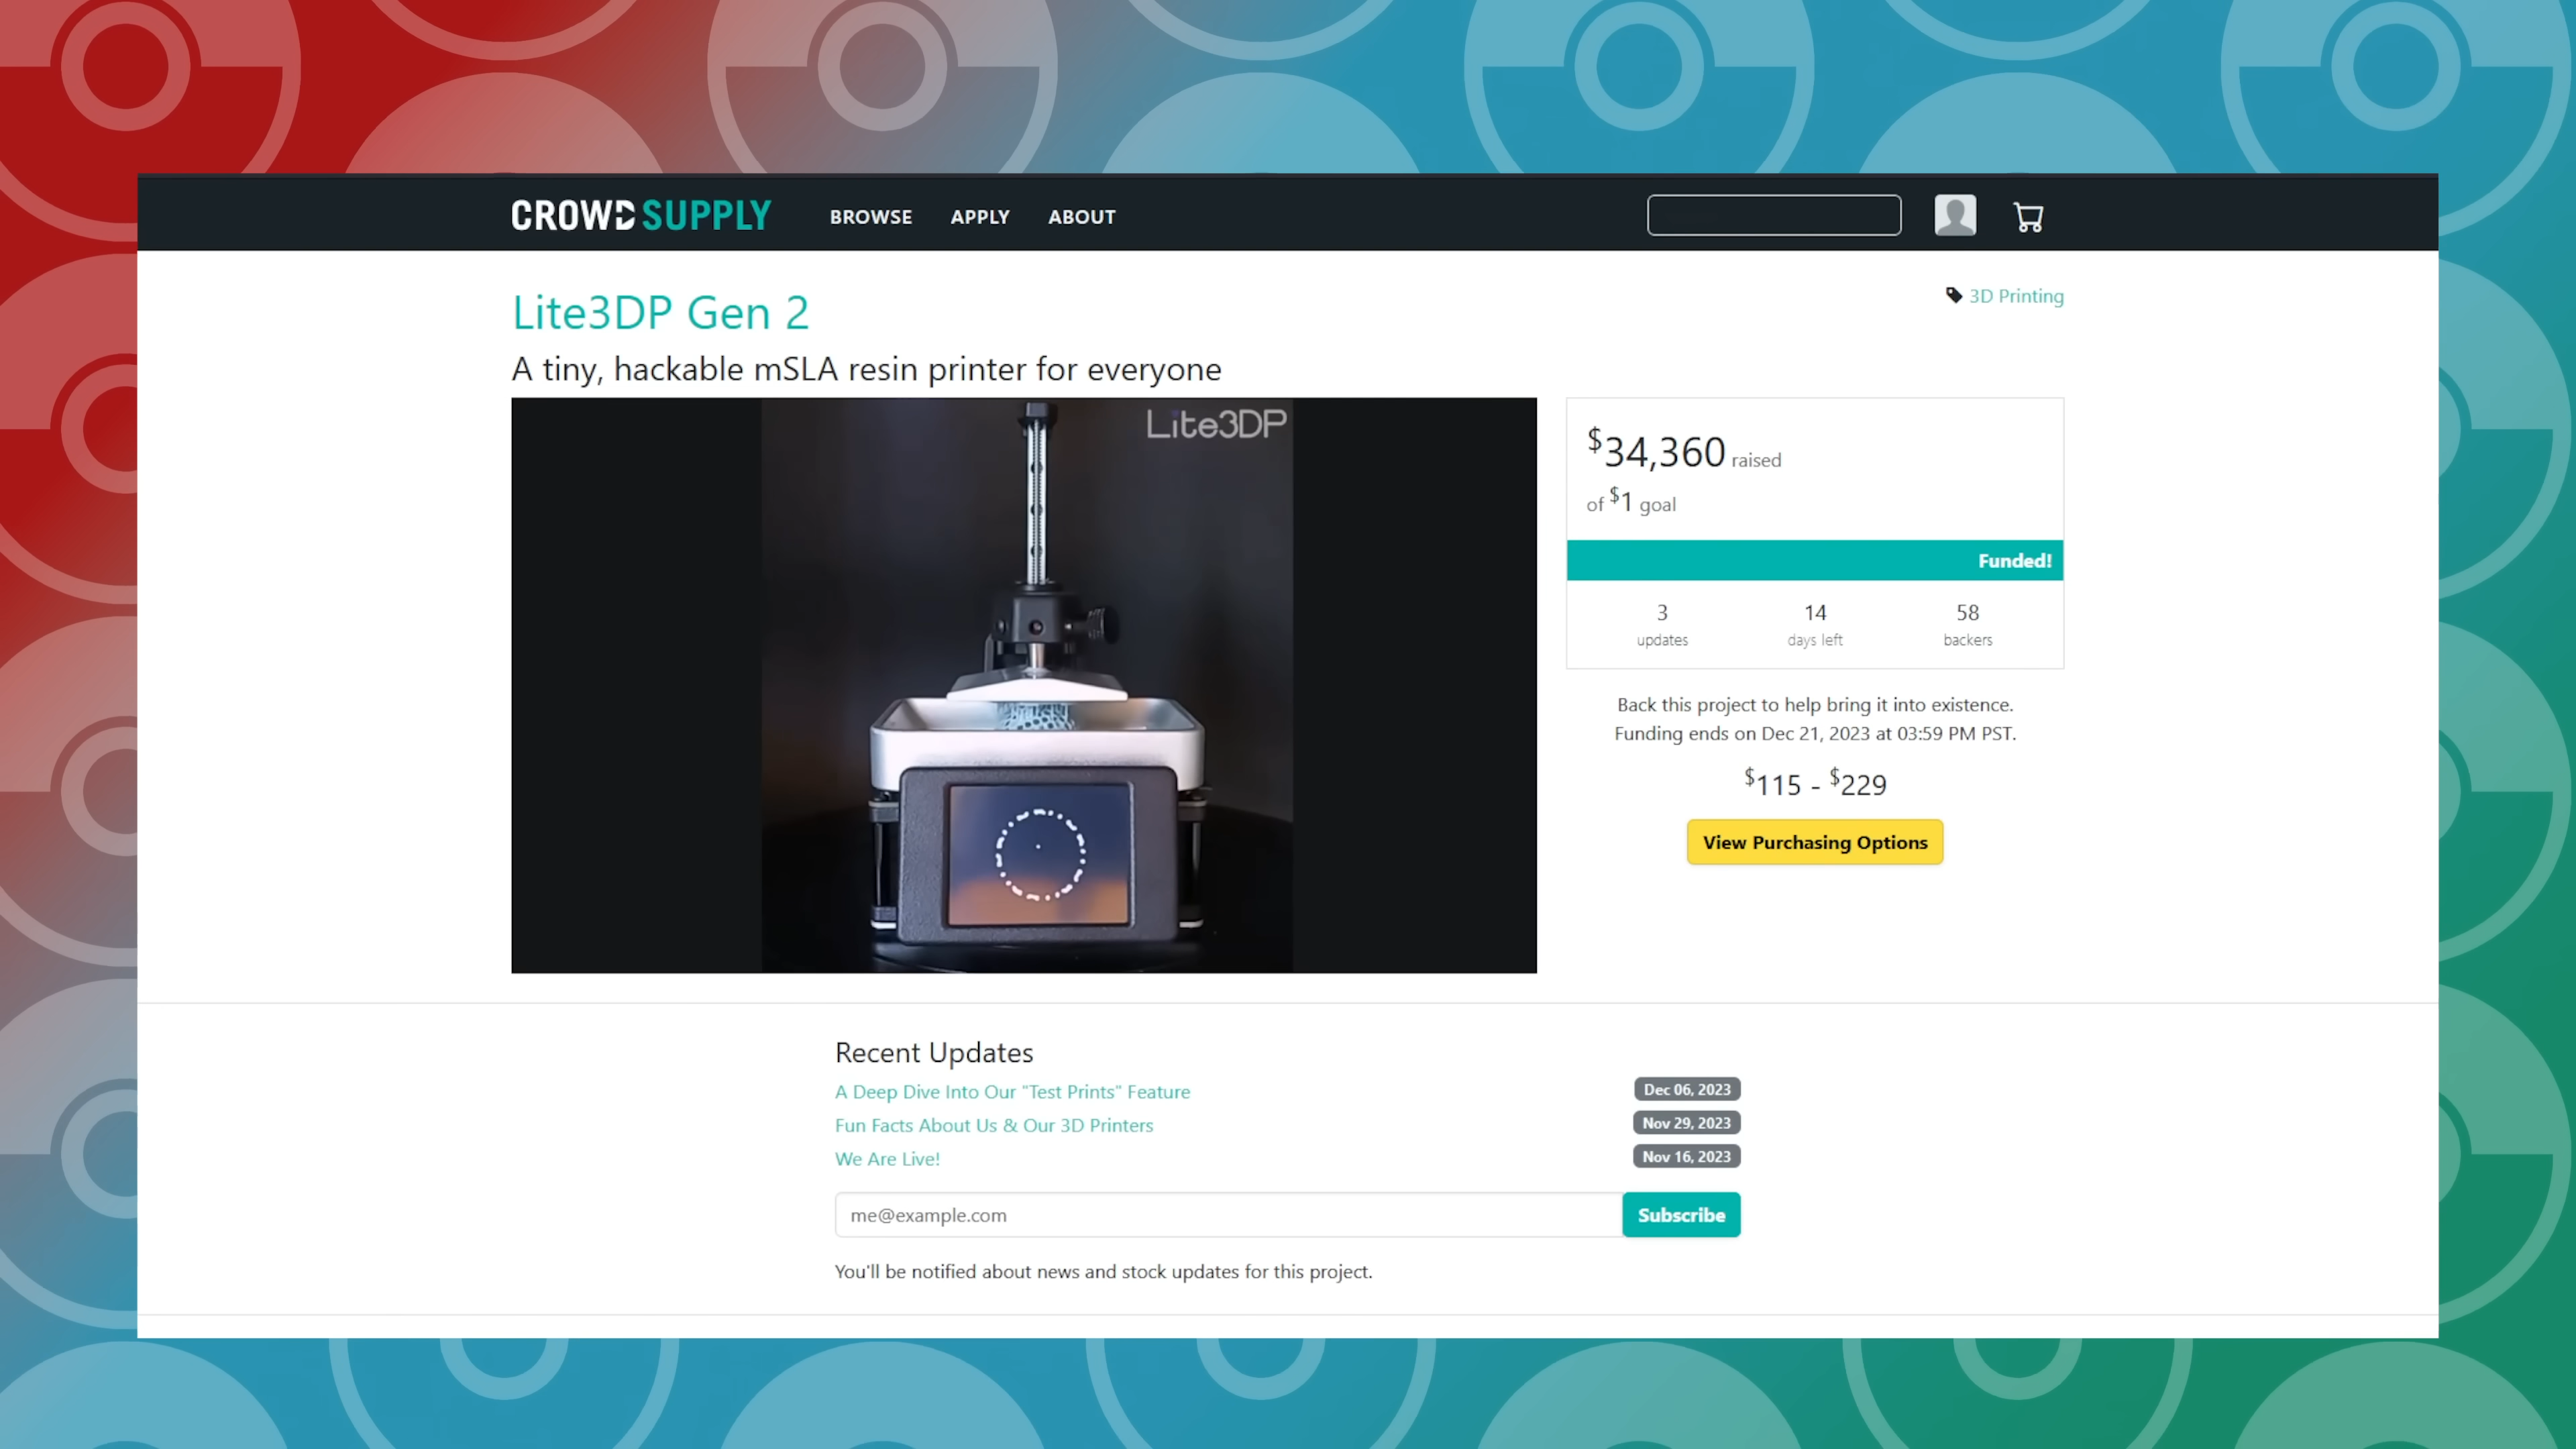 CROWD SUPPLY
BROWSE APPLY ABOUT
Lite3DP Gen 2
3D Printing
A tiny, hackable mSLA resin printer for everyone
Lite3DP
$34,360 raised
of $1 goal
Funded!
3 14 58
updates days left backers
Back this project to help bring it into existence.
Funding ends on Dec 21, 2023 at 03:59 PM PST.
$115 - $229
View Purchasing Options
Recent Updates
A Deep Dive Into Our "Test Prints" Feature Dec 06, 2023
Fun Facts About Us & Our 3D Printers Nov 29, 2023
We Are Live! Nov 16, 2023
me@example.com Subscribe
You'll be notified about news and stock updates for this project.